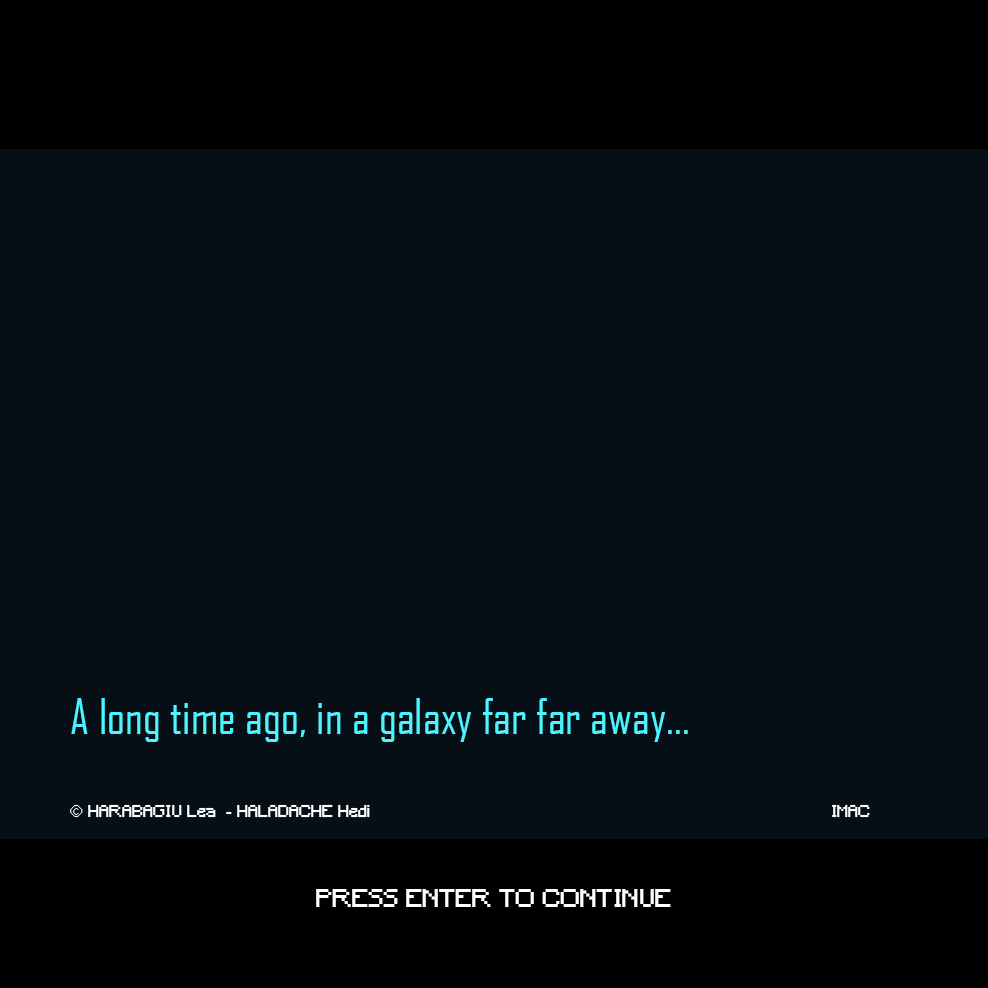 A long time ago, in a galaxy far far away...
© HARABAGIU Lea - HALADACHE Hedi
IMAC
PRESS ENTER TO CONTINUE